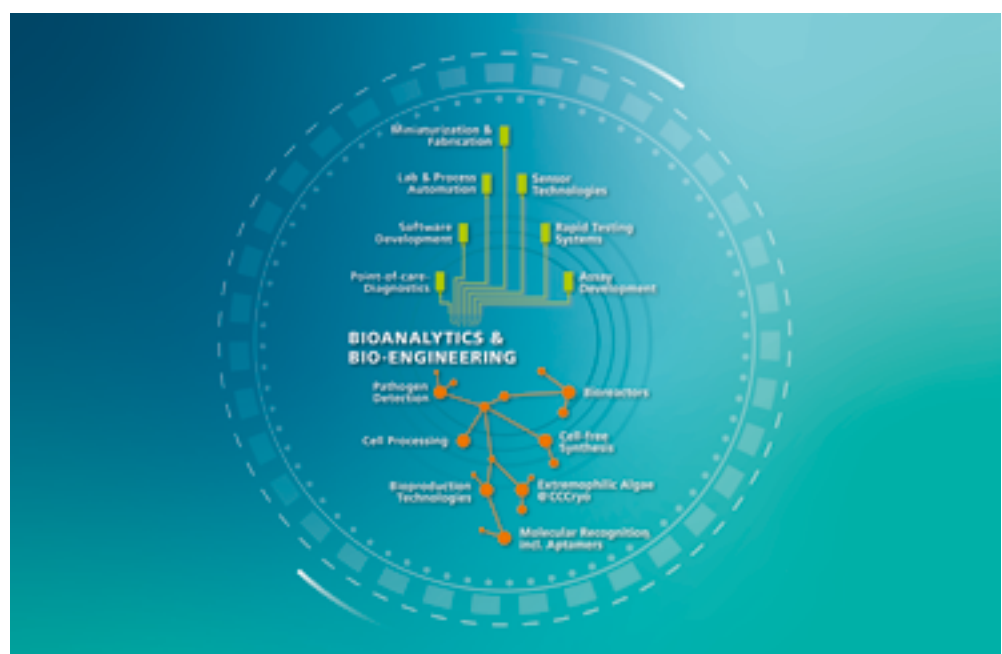 Miniaturization &
Fabrication
Lab & Process
Automation
Sensor
Technologies
Software
Development
Rapid Testing
Systems
Point-of-care-
Diagnostics
Assay
Development
BIOANALYTICS &
BIO-ENGINEERING
Pathogen
Detection
Bioreactors
Cell Processing
Cell-free
Synthesis
Bioproduction
Technologies
Extremophilic Algae
@CCCryo
Molecular Recognition
incl. Aptamers